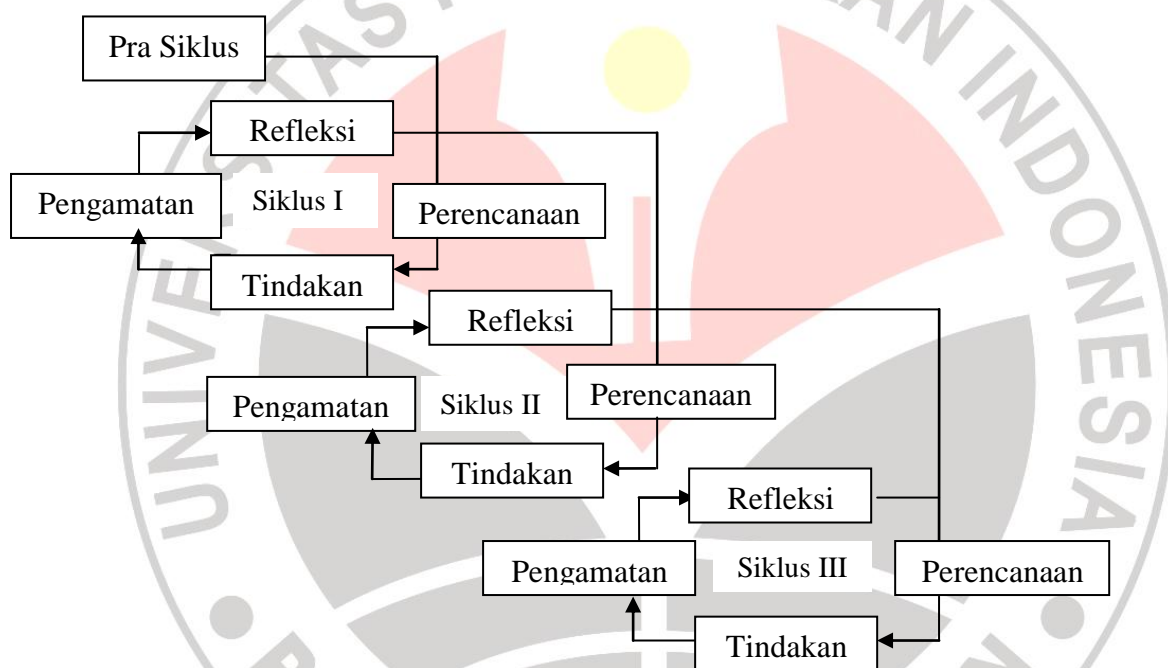 Pra Siklus
Refleksi
Pengamatan
Siklus I
Perencanaan
Tindakan
Refleksi
Pengamatan
Siklus II
Perencanaan
Tindakan
Refleksi
Pengamatan
Siklus III
Perencanaan
Tindakan
INDONESIA